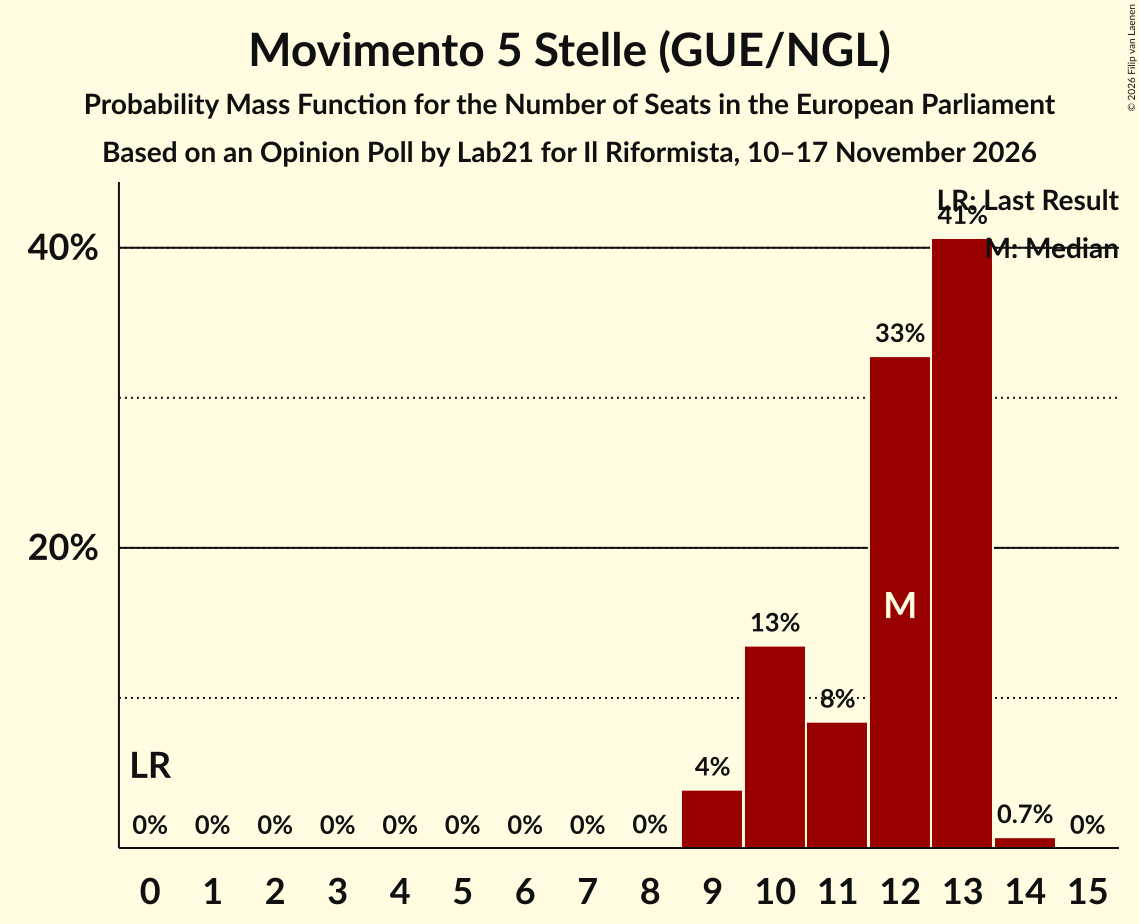 Movimento 5 Stelle (GUE/NGL)
Probability Mass Function for the Number of Seats in the European Parliament
Based on an Opinion Poll by Lab21 for Il Riformista, 10–17 November 2026
© 2026 Filip van Laenen
LR: Last Result
M: Median
40%
20%
41%
33%
13%
8%
4%
0.7%
M
LR
0% 0% 0% 0% 0% 0% 0% 0% 0% 0%
0 1 2 3 4 5 6 7 8 9 10 11 12 13 14 15